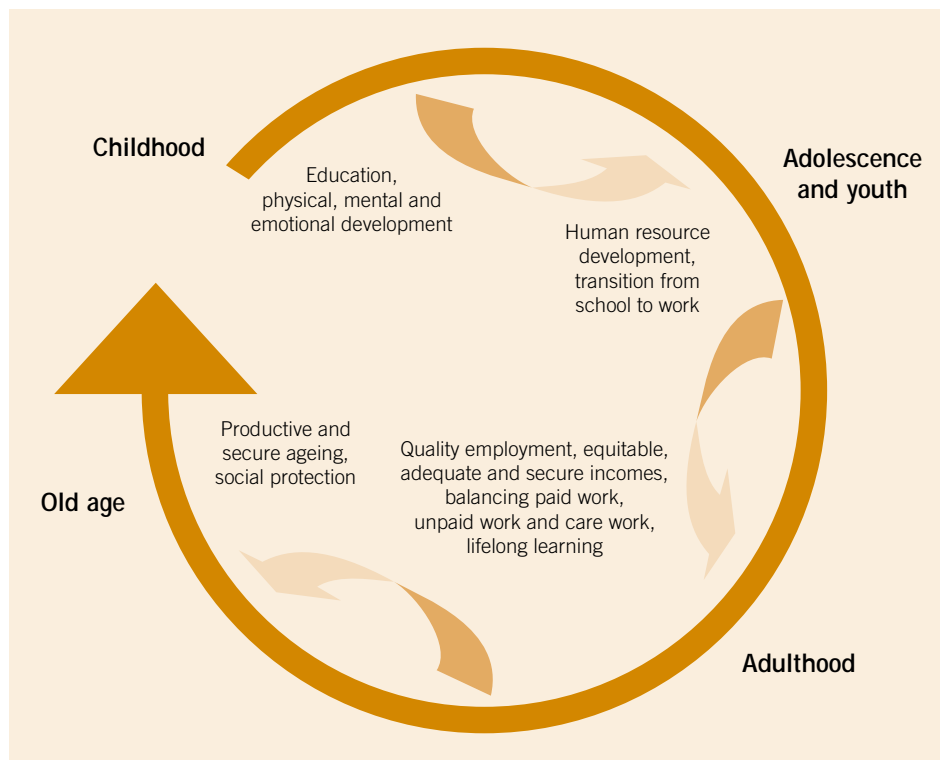 Childhood
Education,
physical, mental and
emotional development
Adolescence
and youth
Human resource
development,
transition from
school to work
Quality employment, equitable,
adequate and secure incomes,
balancing paid work,
unpaid work and care work,
lifelong learning
Adulthood
Productive and
secure ageing,
social protection
Old age